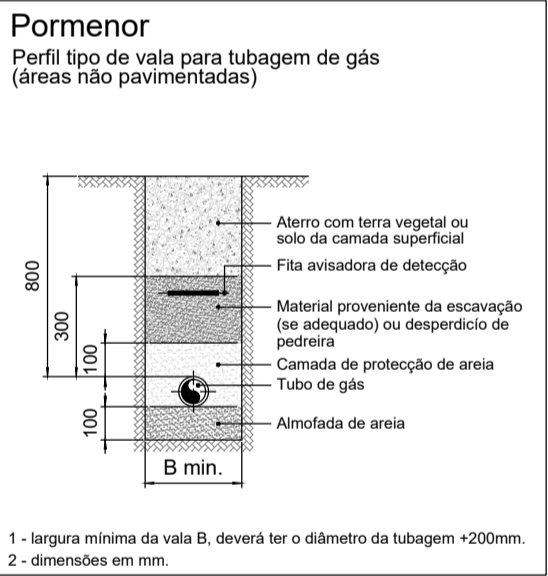 Pormenor
Perfil tipo de vala para tubagem de gás
(áreas não pavimentadas)
800
300
100
100
Aterro com terra vegetal ou
solo da camada superficial
Fita avisadora de detecção
Material proveniente da escavação
(se adequado) ou desperdicío de
pedreira
Camada de protecção de areia
Tubo de gás
Almofada de areia
B min.
1 - largura mínima da vala B, deverá ter o diâmetro da tubagem +200mm.
2 - dimensões em mm.